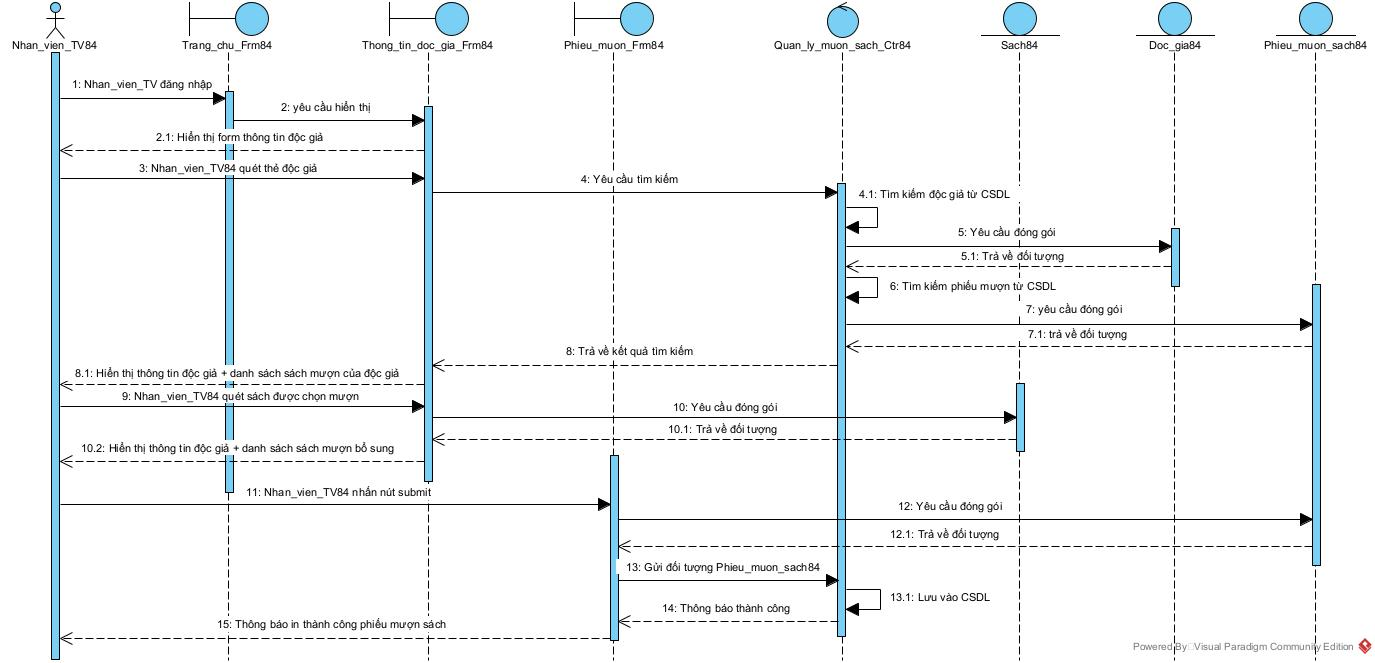 Nhan_vien_TV84
Trang_chu_Frm84
Thong_tin_doc_gia_Frm84
Phieu_muon_Frm84
Quan_ly_muon_sach_Ctr84
Sach84
Doc_gia84
Phieu_muon_sach84
1: Nhan_vien_TV đăng nhập
2: yêu cầu hiển thị
2.1: Hiển thị form thông tin độc giả
3: Nhan_vien_TV84 quét thẻ độc giả
4: Yêu cầu tìm kiếm
4.1: Tìm kiếm độc giả từ CSDL
5: Yêu cầu đóng gói
5.1: Trả về đối tượng
6: Tìm kiếm phiếu mượn từ CSDL
7: yêu cầu đóng gói
7.1: trả về đối tượng
8: Trả về kết quả tìm kiếm
8.1: Hiển thị thông tin độc giả + danh sách sách mượn của độc giả
9: Nhan_vien_TV84 quét sách được chọn mượn
10: Yêu cầu đóng gói
10.1: Trả về đối tượng
10.2: Hiển thị thông tin độc giả + danh sách sách mượn bổ sung
11: Nhan_vien_TV84 nhấn nút submit
12: Yêu cầu đóng gói
12.1: Trả về đối tượng
13: Gửi đối tượng Phieu_muon_sach84
13.1: Lưu vào CSDL
14: Thông báo thành công
15: Thông báo in thành công phiếu mượn sách
Powered By Visual Paradigm Community Edition